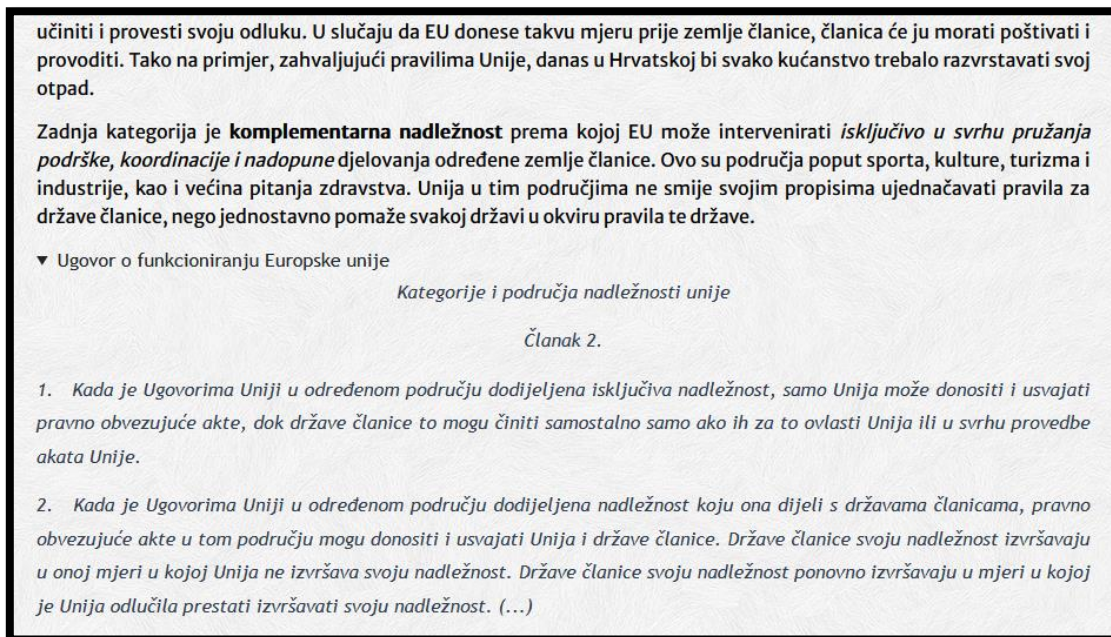 učiniti i provesti svoju odluku. U slučaju da EU donese takvu mjeru prije zemlje članice, članica će ju morati poštivati i
provoditi. Tako na primjer, zahvaljujući pravilima Unije, danas u Hrvatskoj bi svako kućanstvo trebalo razvrstavati svoj
otpad.
Zadnja kategorija je komplementarna nadležnost prema kojoj EU može intervenirati isključivo u svrhu pružanja
podrške, koordinacije i nadopune djelovanja određene zemlje članice. Ovo su područja poput sporta, kulture, turizma i
industrije, kao i većina pitanja zdravstva. Unija u tim područjima ne smije svojim propisima ujednačavati pravila za
države članice, nego jednostavno pomaže svakoj državi u okviru pravila te države.
▼ Ugovor o funkcioniranju Europske unije
Kategorije i područja nadležnosti unije
Članak 2.
1. Kada je Ugovorima Uniji u određenom području dodijeljena isključiva nadležnost, samo Unija može donositi i usvajati
pravno obvezujuće akte, dok države članice to mogu činiti samostalno samo ako ih za to ovlasti Unija ili u svrhu provedbe
akata Unije.
2. Kada je Ugovorima Uniji u određenom području dodijeljena nadležnost koju ona dijeli s državama članicama, pravno
obvezujuće akte u tom području mogu donositi i usvajati Unija i države članice. Države članice svoju nadležnost izvršavaju
u onoj mjeri u kojoj Unija ne izvršava svoju nadležnost. Države članice svoju nadležnost ponovno izvršavaju u mjeri u kojoj
je Unija odlučila prestati izvršavati svoju nadležnost. (...)